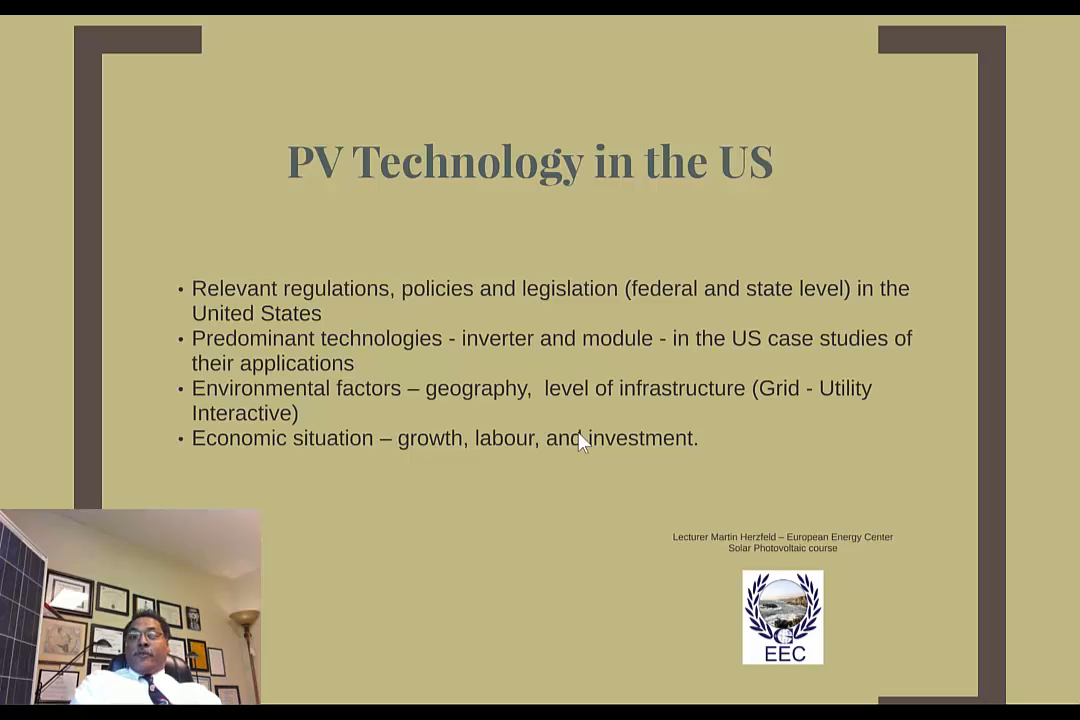 PV Technology in the US
• Relevant regulations, policies and legislation (federal and state level) in the
United States
• Predominant technologies - inverter and module - in the US case studies of
their applications
• Environmental factors – geography,  level of infrastructure (Grid - Utility
Interactive)
• Economic situation – growth, labour, and investment.
Lecturer Martin Herzfeld – European Energy Center
Solar Photovoltaic course
EEC